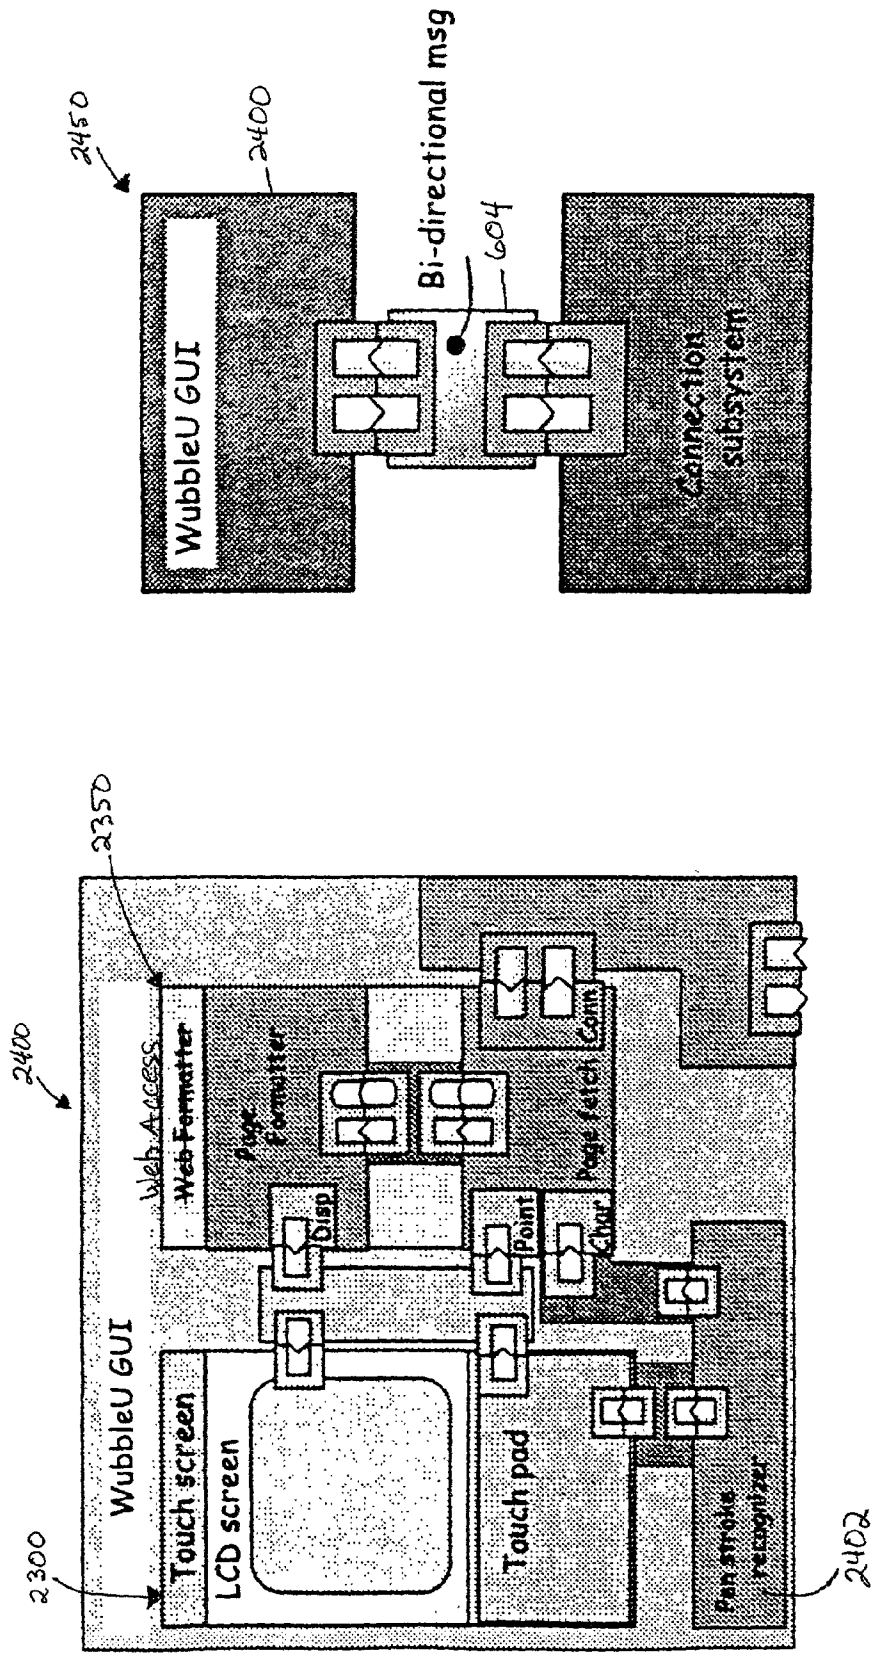 2400
WubbleU GUI
2300
Touch screen
LCD screen
Touch pad
Pen stroke
recognizer
2402
2350
Web Access
Web Formatter
Page
Formatter
Disp
Point
Char
Page fetch
Conn
2450
2400
WubbleU GUI
Bi-directional msg
604
Connection
subsystem